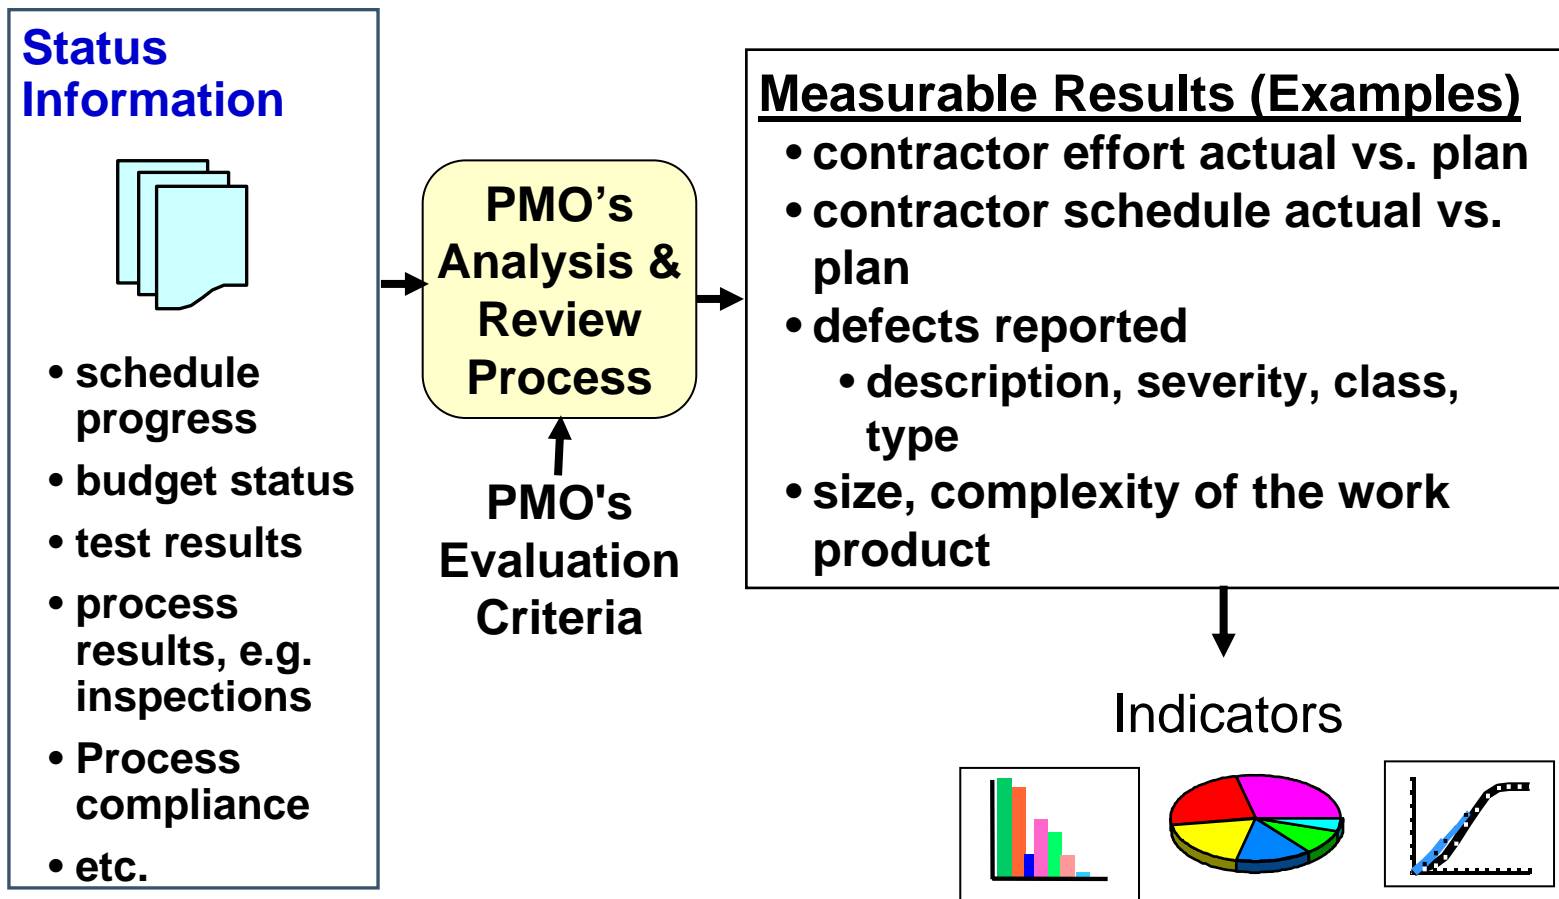 Status
Information
• schedule
progress
• budget status
• test results
• process
results, e.g.
inspections
• Process
compliance
• etc.
PMO’s
Analysis &
Review
Process
PMO's
Evaluation
Criteria
Measurable Results (Examples)
• contractor effort actual vs. plan
• contractor schedule actual vs.
plan
• defects reported
• description, severity, class,
type
• size, complexity of the work
product
Indicators